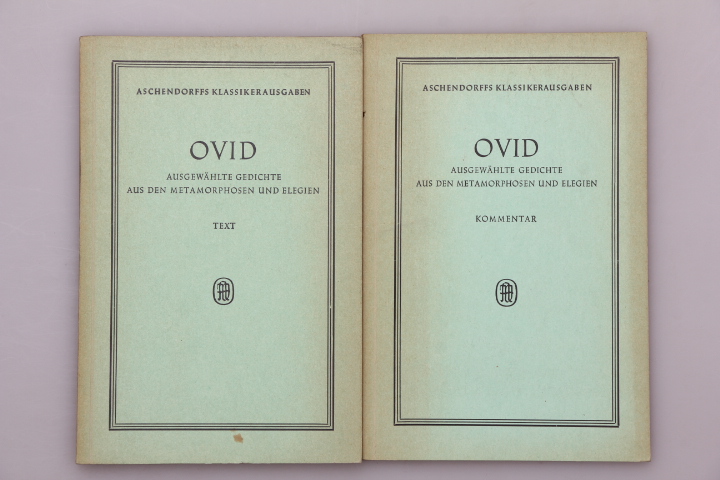 ASCHENDORFFS KLASSIKERAUSGABEN
OVID
AUSGEWÄHLTE GEDICHTE
AUS DEN METAMORPHOSEN UND ELEGIEN
TEXT
ASCHENDORFFS KLASSIKERAUSGABEN
OVID
AUSGEWÄHLTE GEDICHTE
AUS DEN METAMORPHOSEN UND ELEGIEN
KOMMENTAR